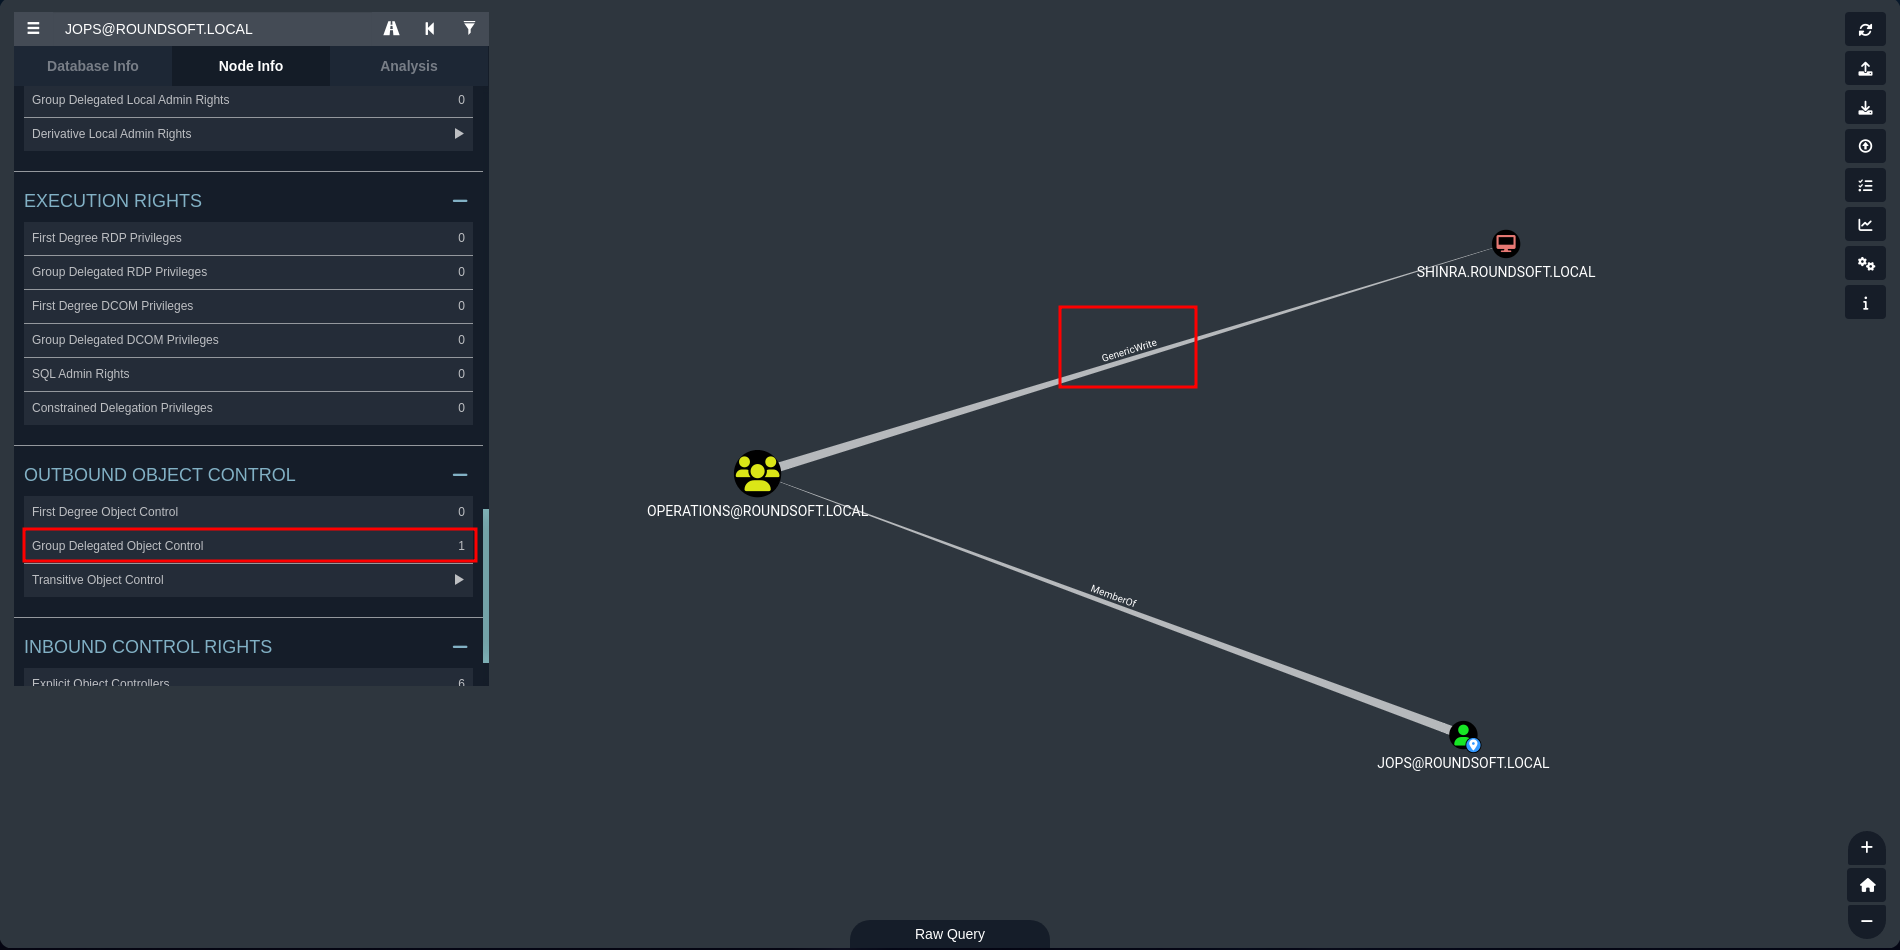 JOPS@ROUNDSOFT.LOCAL
Database Info
Node Info
Analysis
Group Delegated Local Admin Rights 0
Derivative Local Admin Rights
EXECUTION RIGHTS
First Degree RDP Privileges 0
Group Delegated RDP Privileges 0
First Degree DCOM Privileges 0
Group Delegated DCOM Privileges 0
SQL Admin Rights 0
Constrained Delegation Privileges 0
OUTBOUND OBJECT CONTROL
First Degree Object Control 0
Group Delegated Object Control 1
Transitive Object Control
INBOUND CONTROL RIGHTS
Explicit Object Controllers 6
SHINRA.ROUNDSOFT.LOCAL
GenericWrite
OPERATIONS@ROUNDSOFT.LOCAL
MemberOf
JOPS@ROUNDSOFT.LOCAL
Raw Query